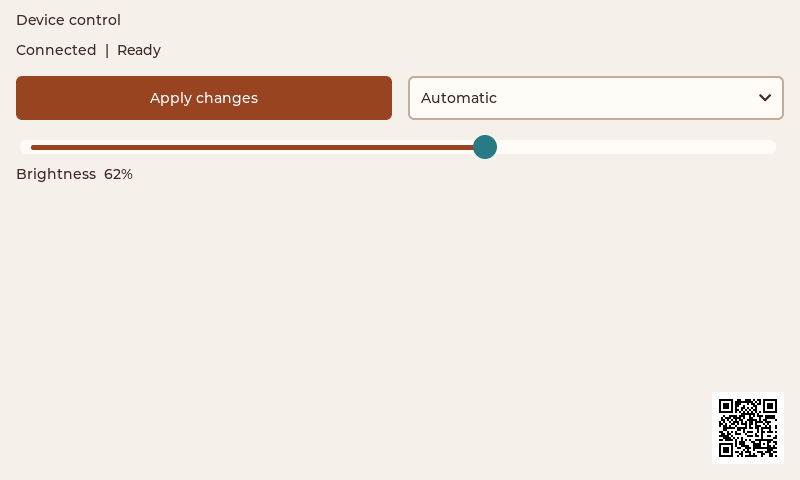 Device control
Connected | Ready
Apply changes
Automatic
Brightness 62%